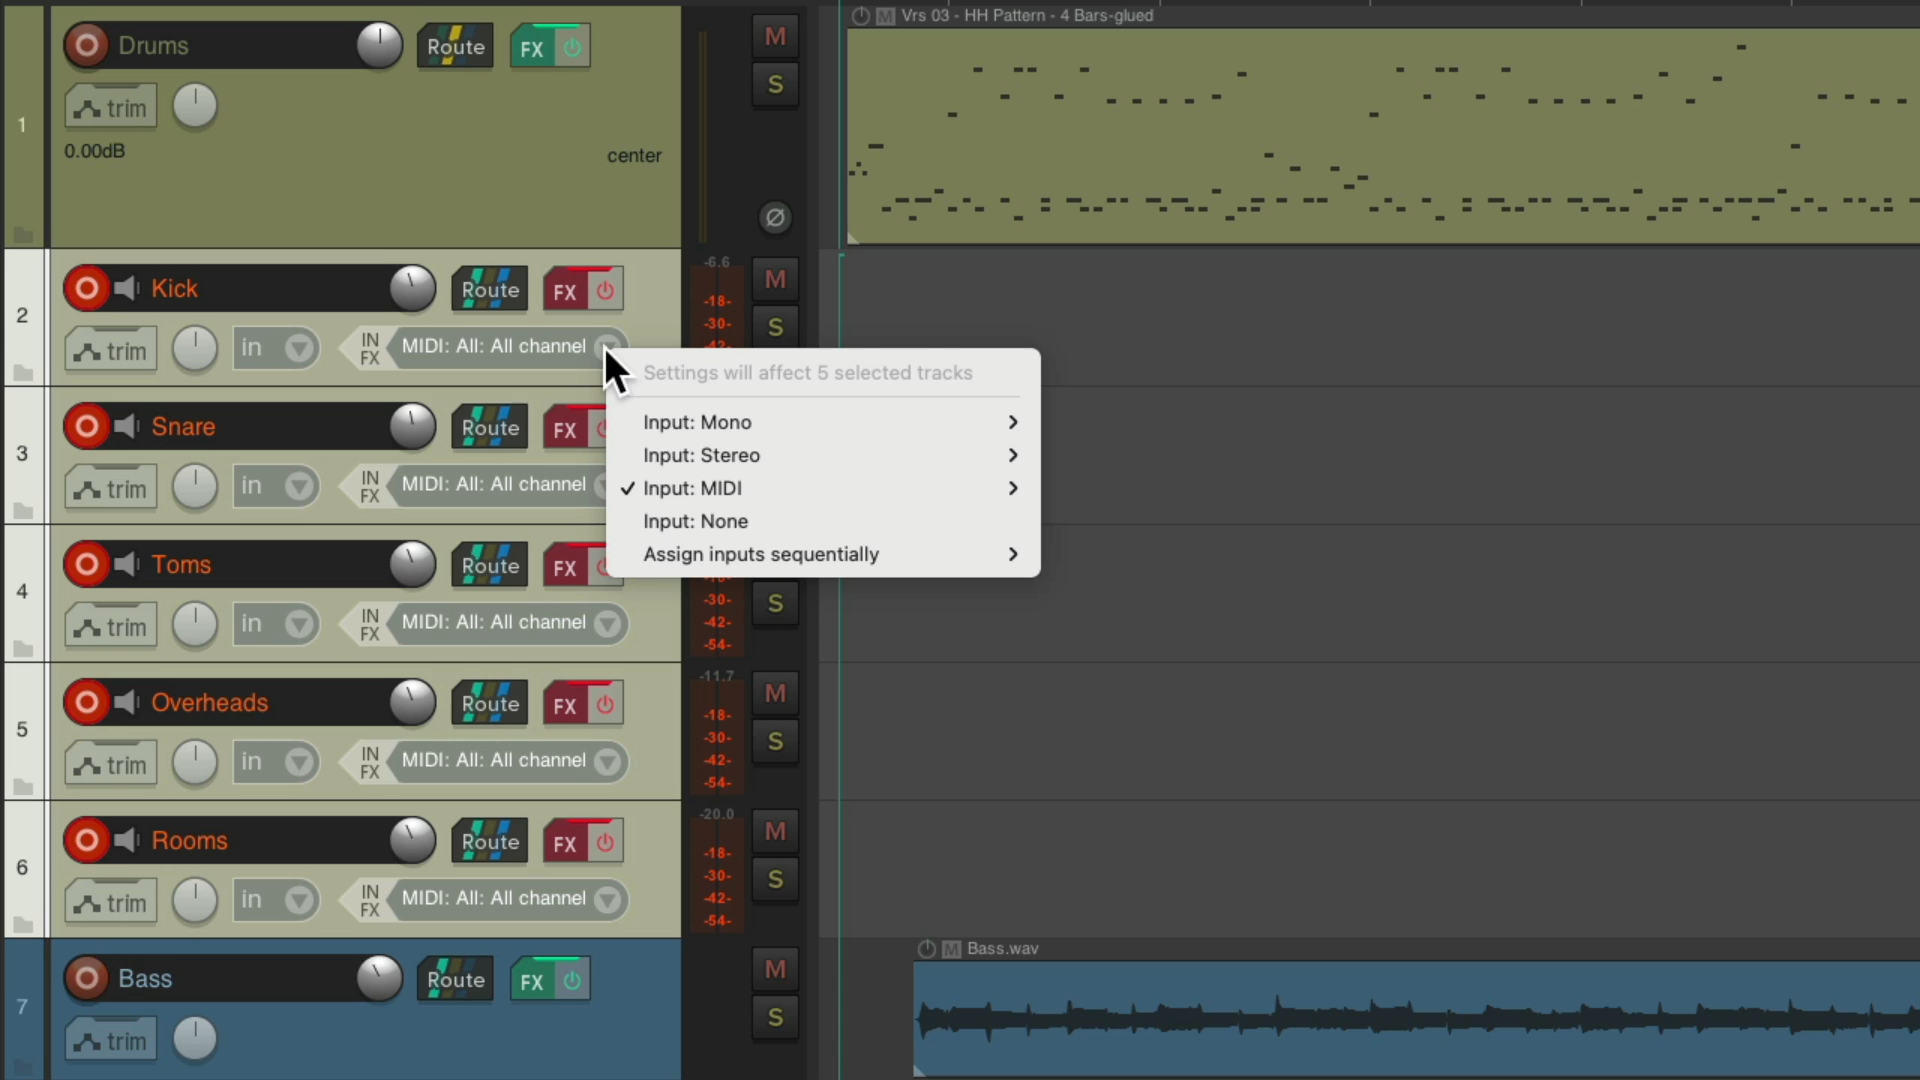 Vrs 03 - HH Pattern - 4 Bars-glued
1
Drums
Route
FX
M
S
trim
0.00dB
center
2
Kick
Route
FX
-6.6
-18-
-30-
-42-
M
S
trim
in
IN
FX
MIDI: All: All channel
Settings will affect 5 selected tracks
Input: Mono
Input: Stereo
✓ Input: MIDI
Input: None
Assign inputs sequentially
3
Snare
Route
FX
trim
in
IN
FX
MIDI: All: All channel
4
Toms
Route
FX
-30-
-42-
-54-
S
trim
in
IN
FX
MIDI: All: All channel
5
Overheads
Route
FX
-11.7
-18-
-30-
-42-
-54-
M
S
trim
in
IN
FX
MIDI: All: All channel
6
Rooms
Route
FX
-20.0
-18-
-30-
-42-
-54-
M
S
trim
in
IN
FX
MIDI: All: All channel
M Bass.wav
7
Bass
Route
FX
M
S
trim